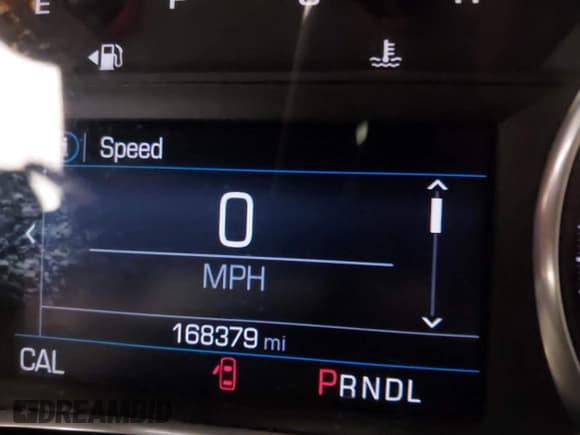 E F C H
Speed
0
MPH
168379 mi
CAL
PRNDL
DREAMBID